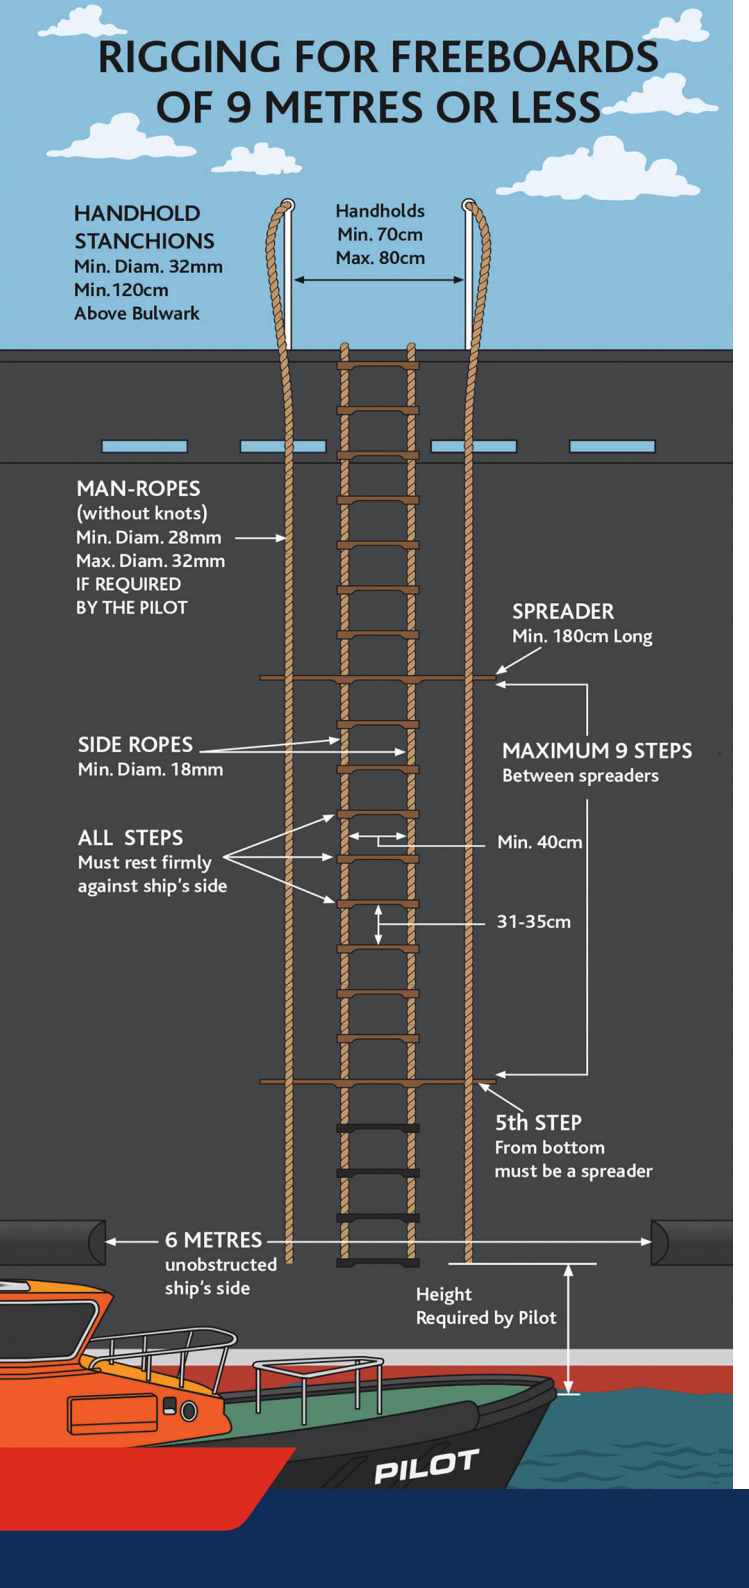 RIGGING FOR FREEBOARDS
OF 9 METRES OR LESS
HANDHOLD
STANCHIONS
Min. Diam. 32mm
Min.120cm
Above Bulwark
Handholds
Min. 70cm
Max. 80cm
MAN-ROPES
(without knots)
Min. Diam. 28mm
Max. Diam. 32mm
IF REQUIRED
BY THE PILOT
SPREADER
Min. 180cm Long
SIDE ROPES
Min. Diam. 18mm
MAXIMUM 9 STEPS
Between spreaders
ALL STEPS
Must rest firmly
against ship's side
Min. 40cm
31-35cm
5th STEP
From bottom
must be a spreader
6 METRES
unobstructed
ship's side
Height
Required by Pilot
PILOT